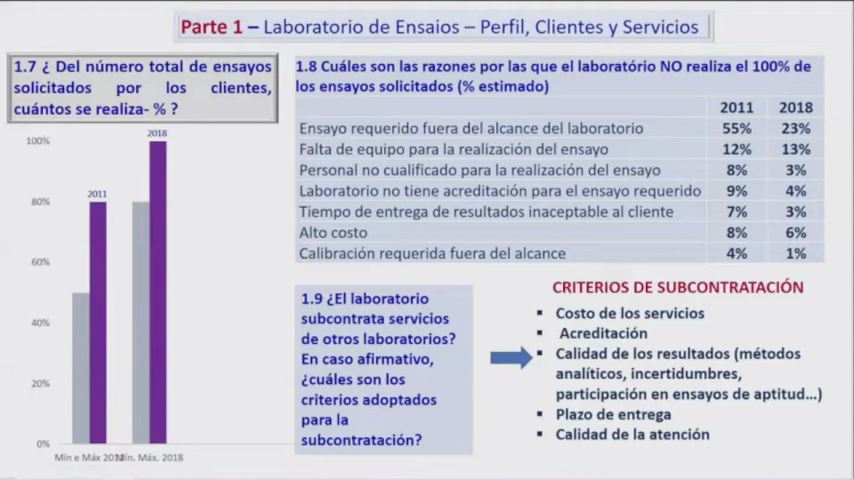 Parte 1 – Laboratorio de Ensaios – Perfil, Clientes y Servicios
1.7 ¿ Del número total de ensayos
solicitados por los clientes,
cuántos se realiza- % ?
100%
80%
60%
40%
20%
0%
2011
2018
Mín. Máx. 2018
1.8 Cuáles son las razones por las que el laboratório NO realiza el 100% de
los ensayos solicitados (% estimado)
2011 2018
Ensayo requerido fuera del alcance del laboratorio 55% 23%
Falta de equipo para la realización del ensayo 12% 13%
Personal no cualificado para la realización del ensayo 8% 3%
Laboratorio no tiene acreditación para el ensayo requerido 9% 4%
Tiempo de entrega de resultados inaceptable al cliente 7% 3%
Alto costo 8% 6%
Calibración requerida fuera del alcance 4% 1%
1.9 ¿El laboratorio
subcontrata servicios
de otros laboratorios?
En caso afirmativo,
¿cuáles son los
criterios adoptados
para la
subcontratación?
CRITERIOS DE SUBCONTRATACIÓN
▪ Costo de los servicios
▪ Acreditación
▪ Calidad de los resultados (métodos
analíticos, incertidumbres,
participación en ensayos de aptitud...)
▪ Plazo de entrega
▪ Calidad de la atención